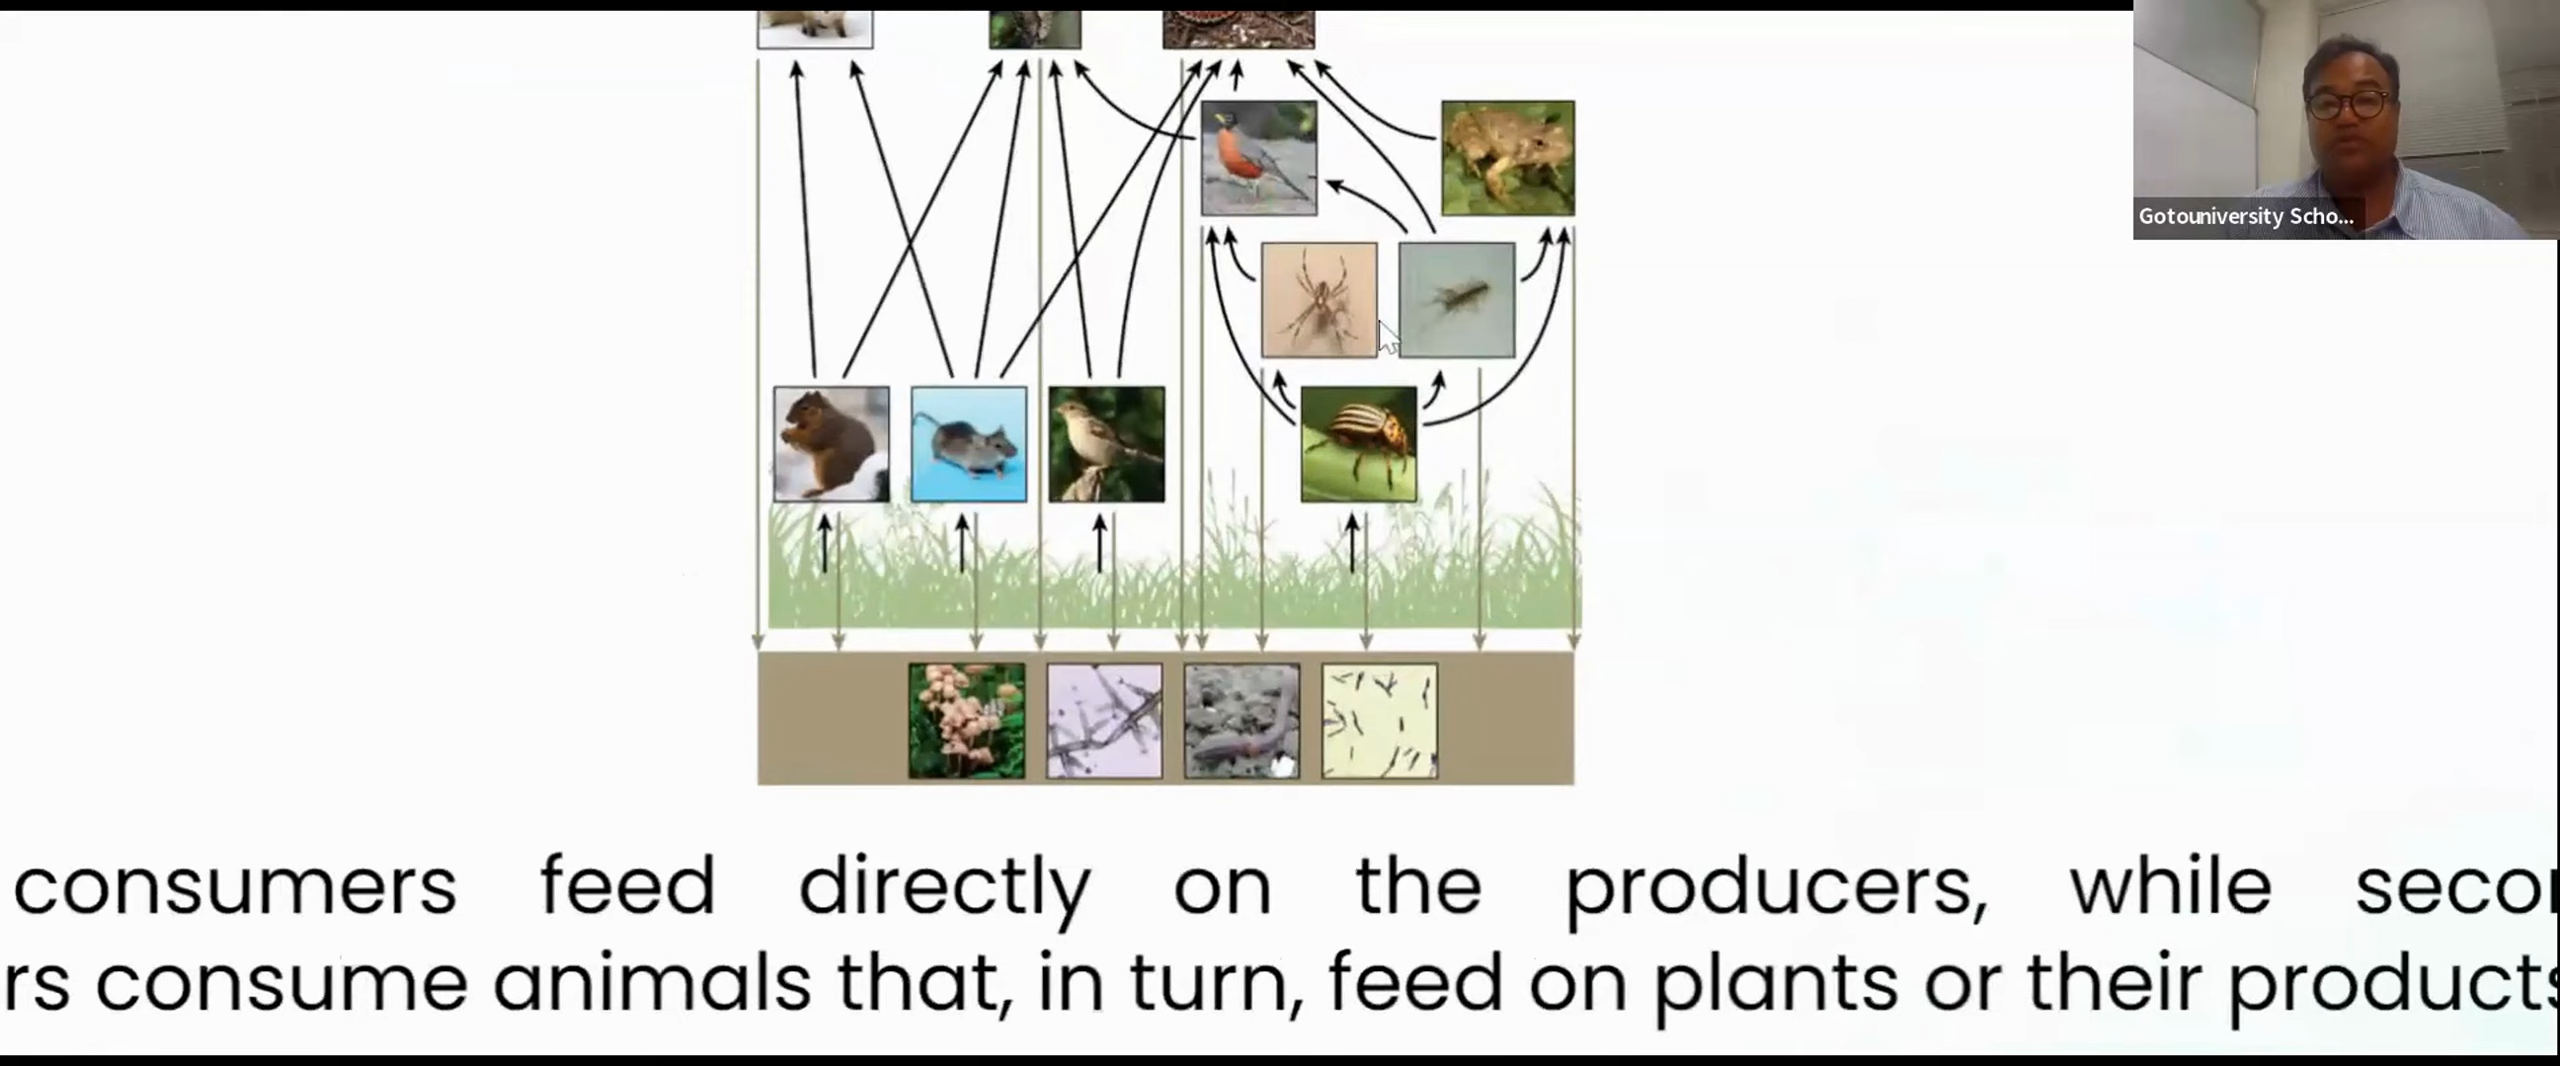 Gotouniversity Scho...
consumers feed directly on the producers, while secon
rs consume animals that, in turn, feed on plants or their products